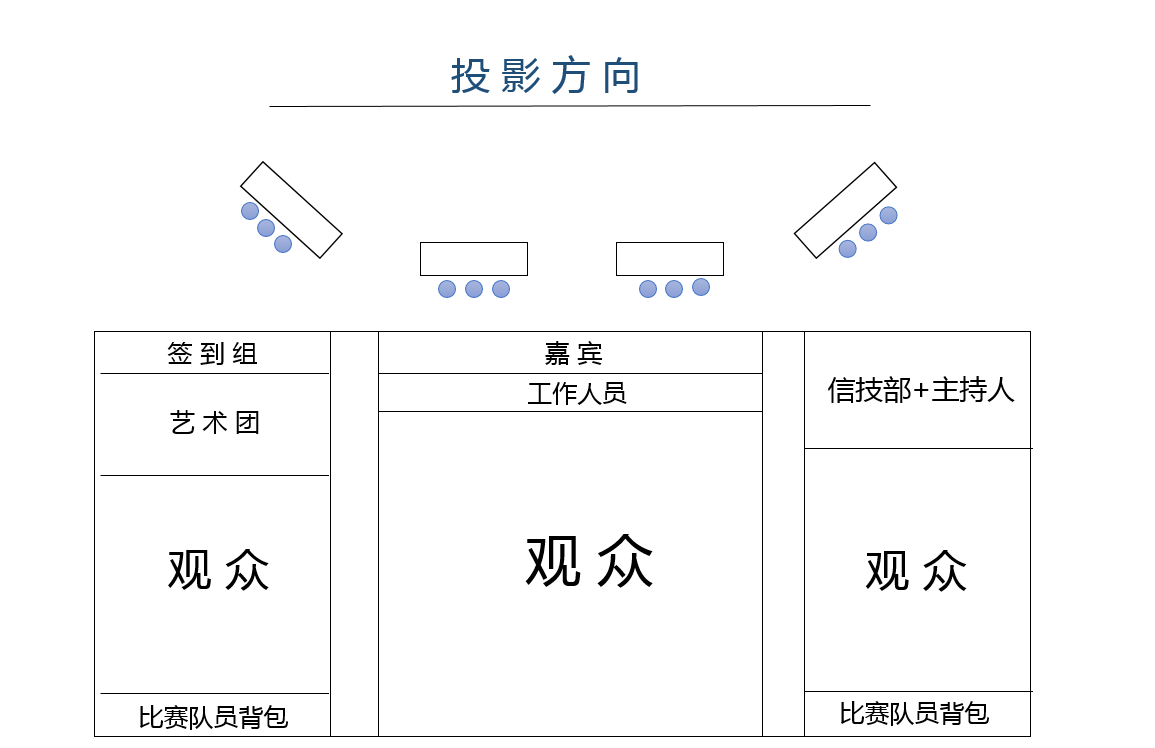 投影方向
签到组
嘉宾
信技部+主持人
工作人员
艺术团
观众
观众
观众
比赛队员背包
比赛队员背包